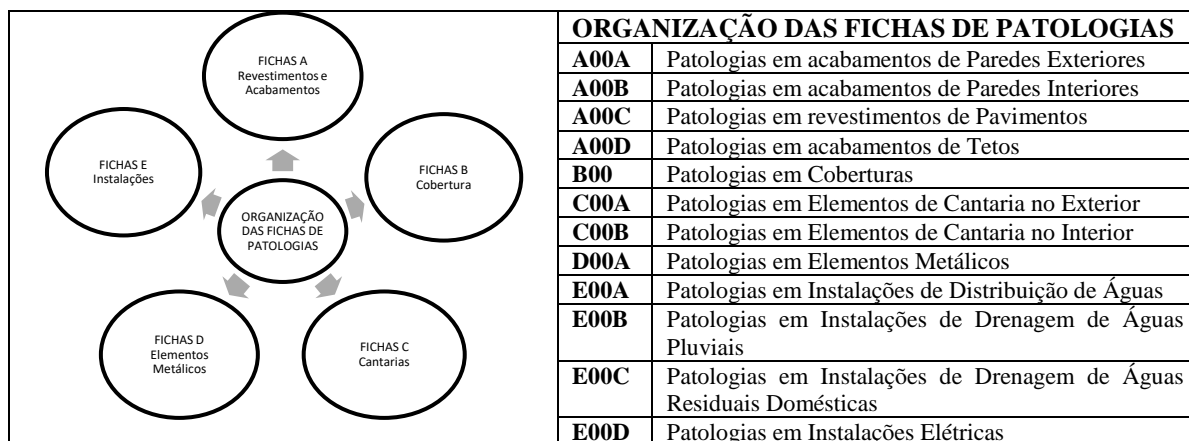 FICHAS A
Revestimentos e
Acabamentos
FICHAS E
Instalações
FICHAS B
Cobertura
ORGANIZAÇÃO
DAS FICHAS DE
PATOLOGIAS
FICHAS D
Elementos
Metálicos
FICHAS C
Cantarias
ORGANIZAÇÃO DAS FICHAS DE PATOLOGIAS
A00A Patologias em acabamentos de Paredes Exteriores
A00B Patologias em acabamentos de Paredes Interiores
A00C Patologias em revestimentos de Pavimentos
A00D Patologias em acabamentos de Tetos
B00 Patologias em Coberturas
C00A Patologias em Elementos de Cantaria no Exterior
C00B Patologias em Elementos de Cantaria no Interior
D00A Patologias em Elementos Metálicos
E00A Patologias em Instalações de Distribuição de Águas
E00B Patologias em Instalações de Drenagem de Águas
Pluviais
E00C Patologias em Instalações de Drenagem de Águas
Residuais Domésticas
E00D Patologias em Instalações Elétricas